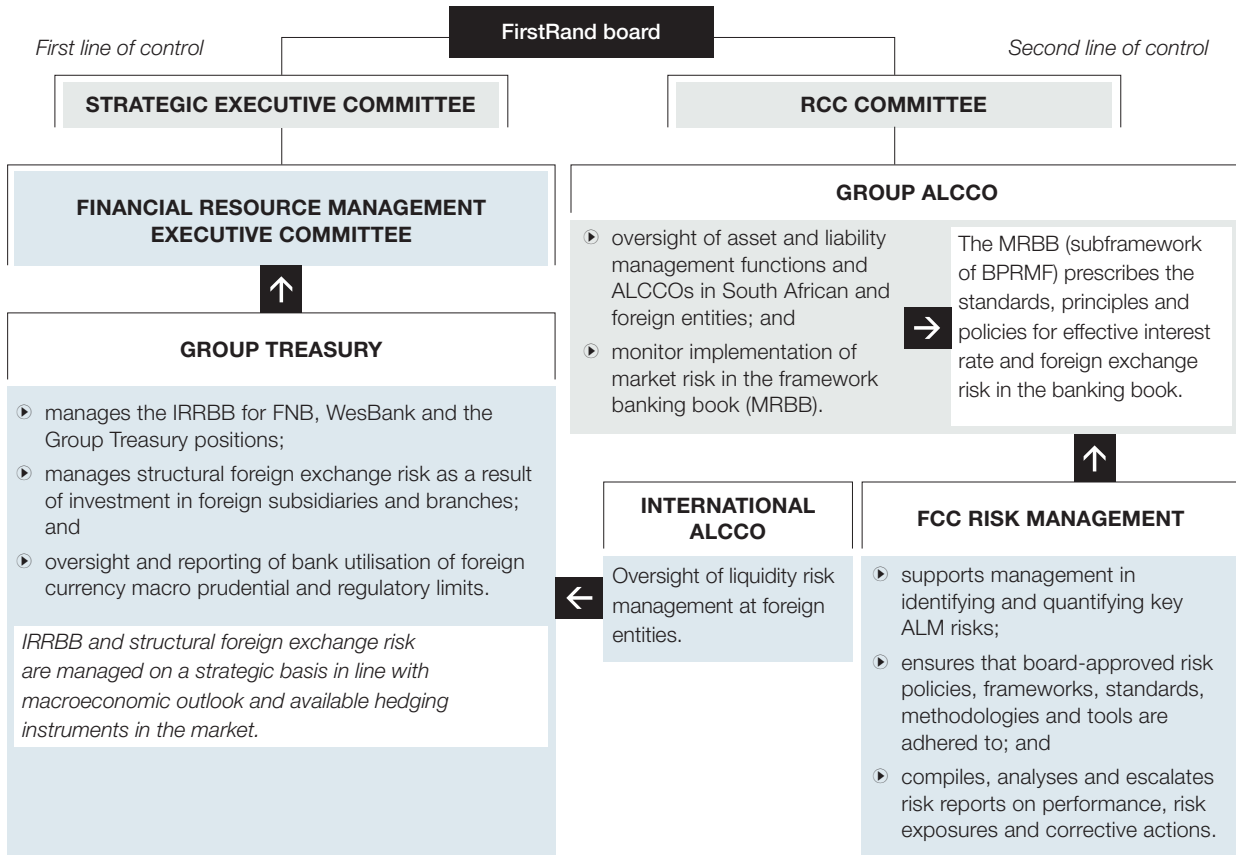 FirstRand board
First line of control
Second line of control
STRATEGIC EXECUTIVE COMMITTEE
RCC COMMITTEE
FINANCIAL RESOURCE MANAGEMENT
EXECUTIVE COMMITTEE
GROUP TREASURY
manages the IRRBB for FNB, WesBank and the
Group Treasury positions;
manages structural foreign exchange risk as a result
of investment in foreign subsidiaries and branches;
and
oversight and reporting of bank utilisation of foreign
currency macro prudential and regulatory limits.
IRRBB and structural foreign exchange risk
are managed on a strategic basis in line with
macroeconomic outlook and available hedging
instruments in the market.
GROUP ALCCO
oversight of asset and liability
management functions and
ALCCOs in South African and
foreign entities; and
monitor implementation of
market risk in the framework
banking book (MRBB).
The MRBB (subframework
of BPRMF) prescribes the
standards, principles and
policies for effective interest
rate and foreign exchange
risk in the banking book.
INTERNATIONAL
ALCCO
Oversight of liquidity risk
management at foreign
entities.
FCC RISK MANAGEMENT
supports management in
identifying and quantifying key
ALM risks;
ensures that board-approved risk
policies, frameworks, standards,
methodologies and tools are
adhered to; and
compiles, analyses and escalates
risk reports on performance, risk
exposures and corrective actions.